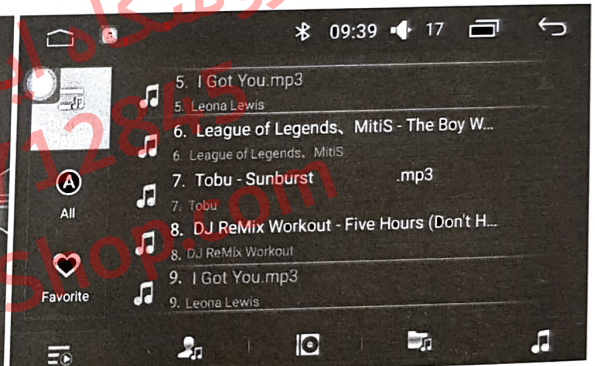 09:39 17
5. I Got You.mp3
5. Leona Lewis
6. League of Legends、MitiS - The Boy W...
6. League of Legends、MitiS
7. Tobu - Sunburst .mp3
7. Tobu
8. DJ ReMix Workout - Five Hours (Don't H...
8. DJ ReMix Workout
9. I Got You.mp3
9. Leona Lewis
A
All
Favorite
712845
Shop.com